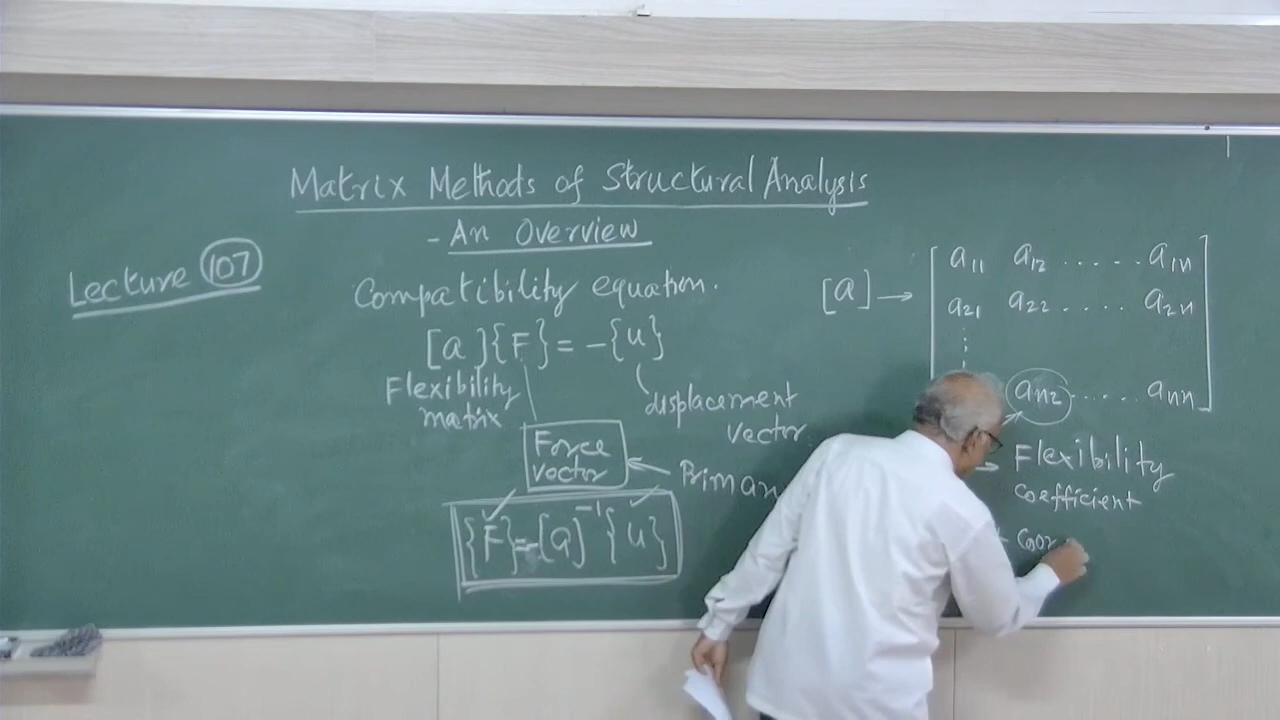 Matrix Methods of Structural Analysis
- An Overview
Lecture 107
Compatibility equation.
[a]{F} = -{u}
Flexibility
matrix
displacement
vector
Force
vector
{F} = -[a]⁻¹{u}
[a] → [ a11 a12 ..... a1n
a21 a22 .... a2n
⋮
an2 ..... ann ]
→ Flexibility
coefficient